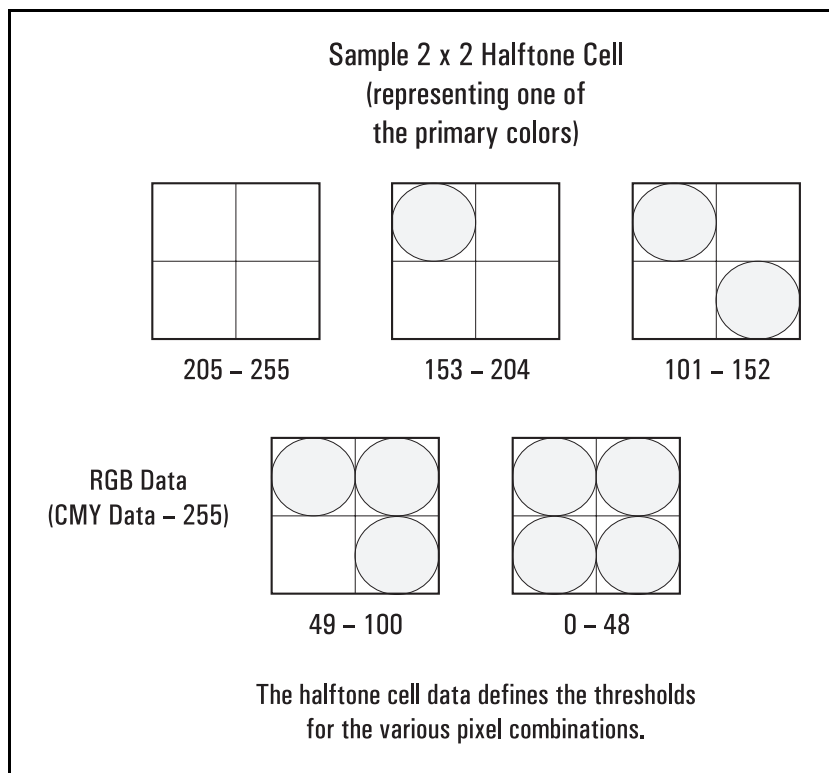 Sample 2 x 2 Halftone Cell
(representing one of
the primary colors)
205 – 255
153 – 204
101 – 152
RGB Data
(CMY Data – 255)
49 – 100
0 – 48
The halftone cell data defines the thresholds
for the various pixel combinations.